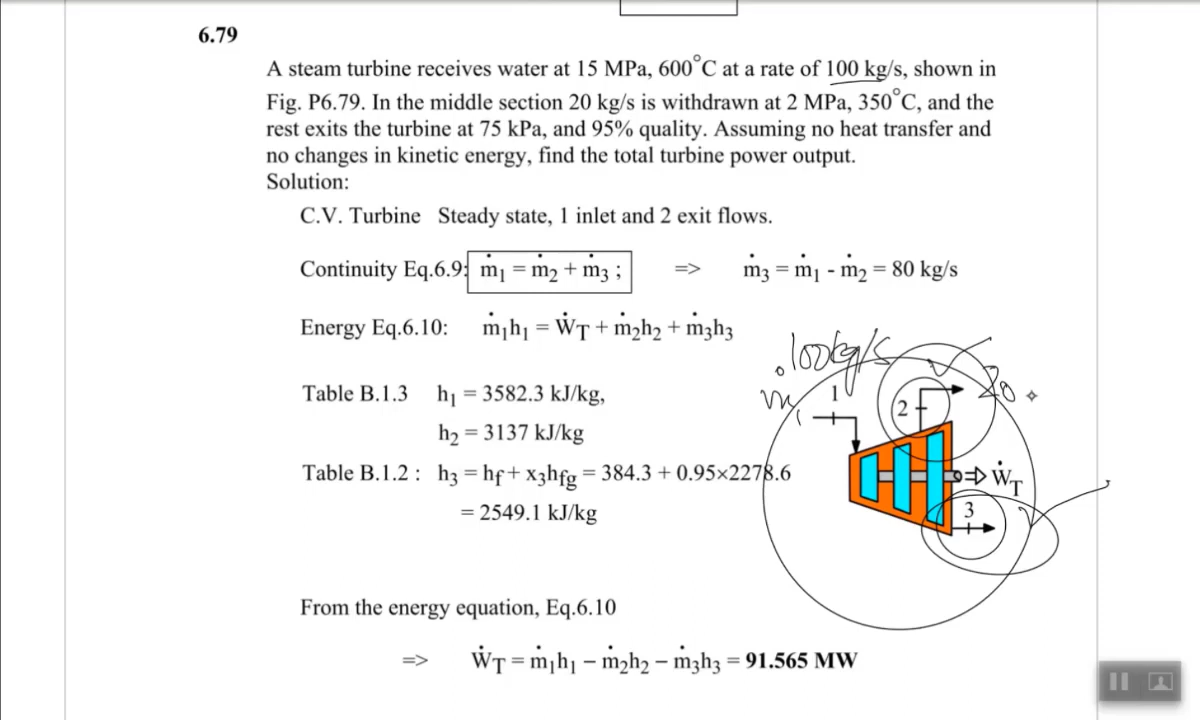 6.79
A steam turbine receives water at 15 MPa, 600°C at a rate of 100 kg/s, shown in
Fig. P6.79. In the middle section 20 kg/s is withdrawn at 2 MPa, 350°C, and the
rest exits the turbine at 75 kPa, and 95% quality. Assuming no heat transfer and
no changes in kinetic energy, find the total turbine power output.
Solution:
C.V. Turbine Steady state, 1 inlet and 2 exit flows.
Continuity Eq.6.9: ṁ1 = ṁ2 + ṁ3 ; => ṁ3 = ṁ1 - ṁ2 = 80 kg/s
Energy Eq.6.10: ṁ1h1 = ẆT + ṁ2h2 + ṁ3h3
100kg/s
ṁ1
1
2
20
Table B.1.3 h1 = 3582.3 kJ/kg,
h2 = 3137 kJ/kg
Table B.1.2 : h3 = hf + x3hfg = 384.3 + 0.95×2278.6
= 2549.1 kJ/kg
ẆT
3
From the energy equation, Eq.6.10
=> ẆT = ṁ1h1 − ṁ2h2 − ṁ3h3 = 91.565 MW